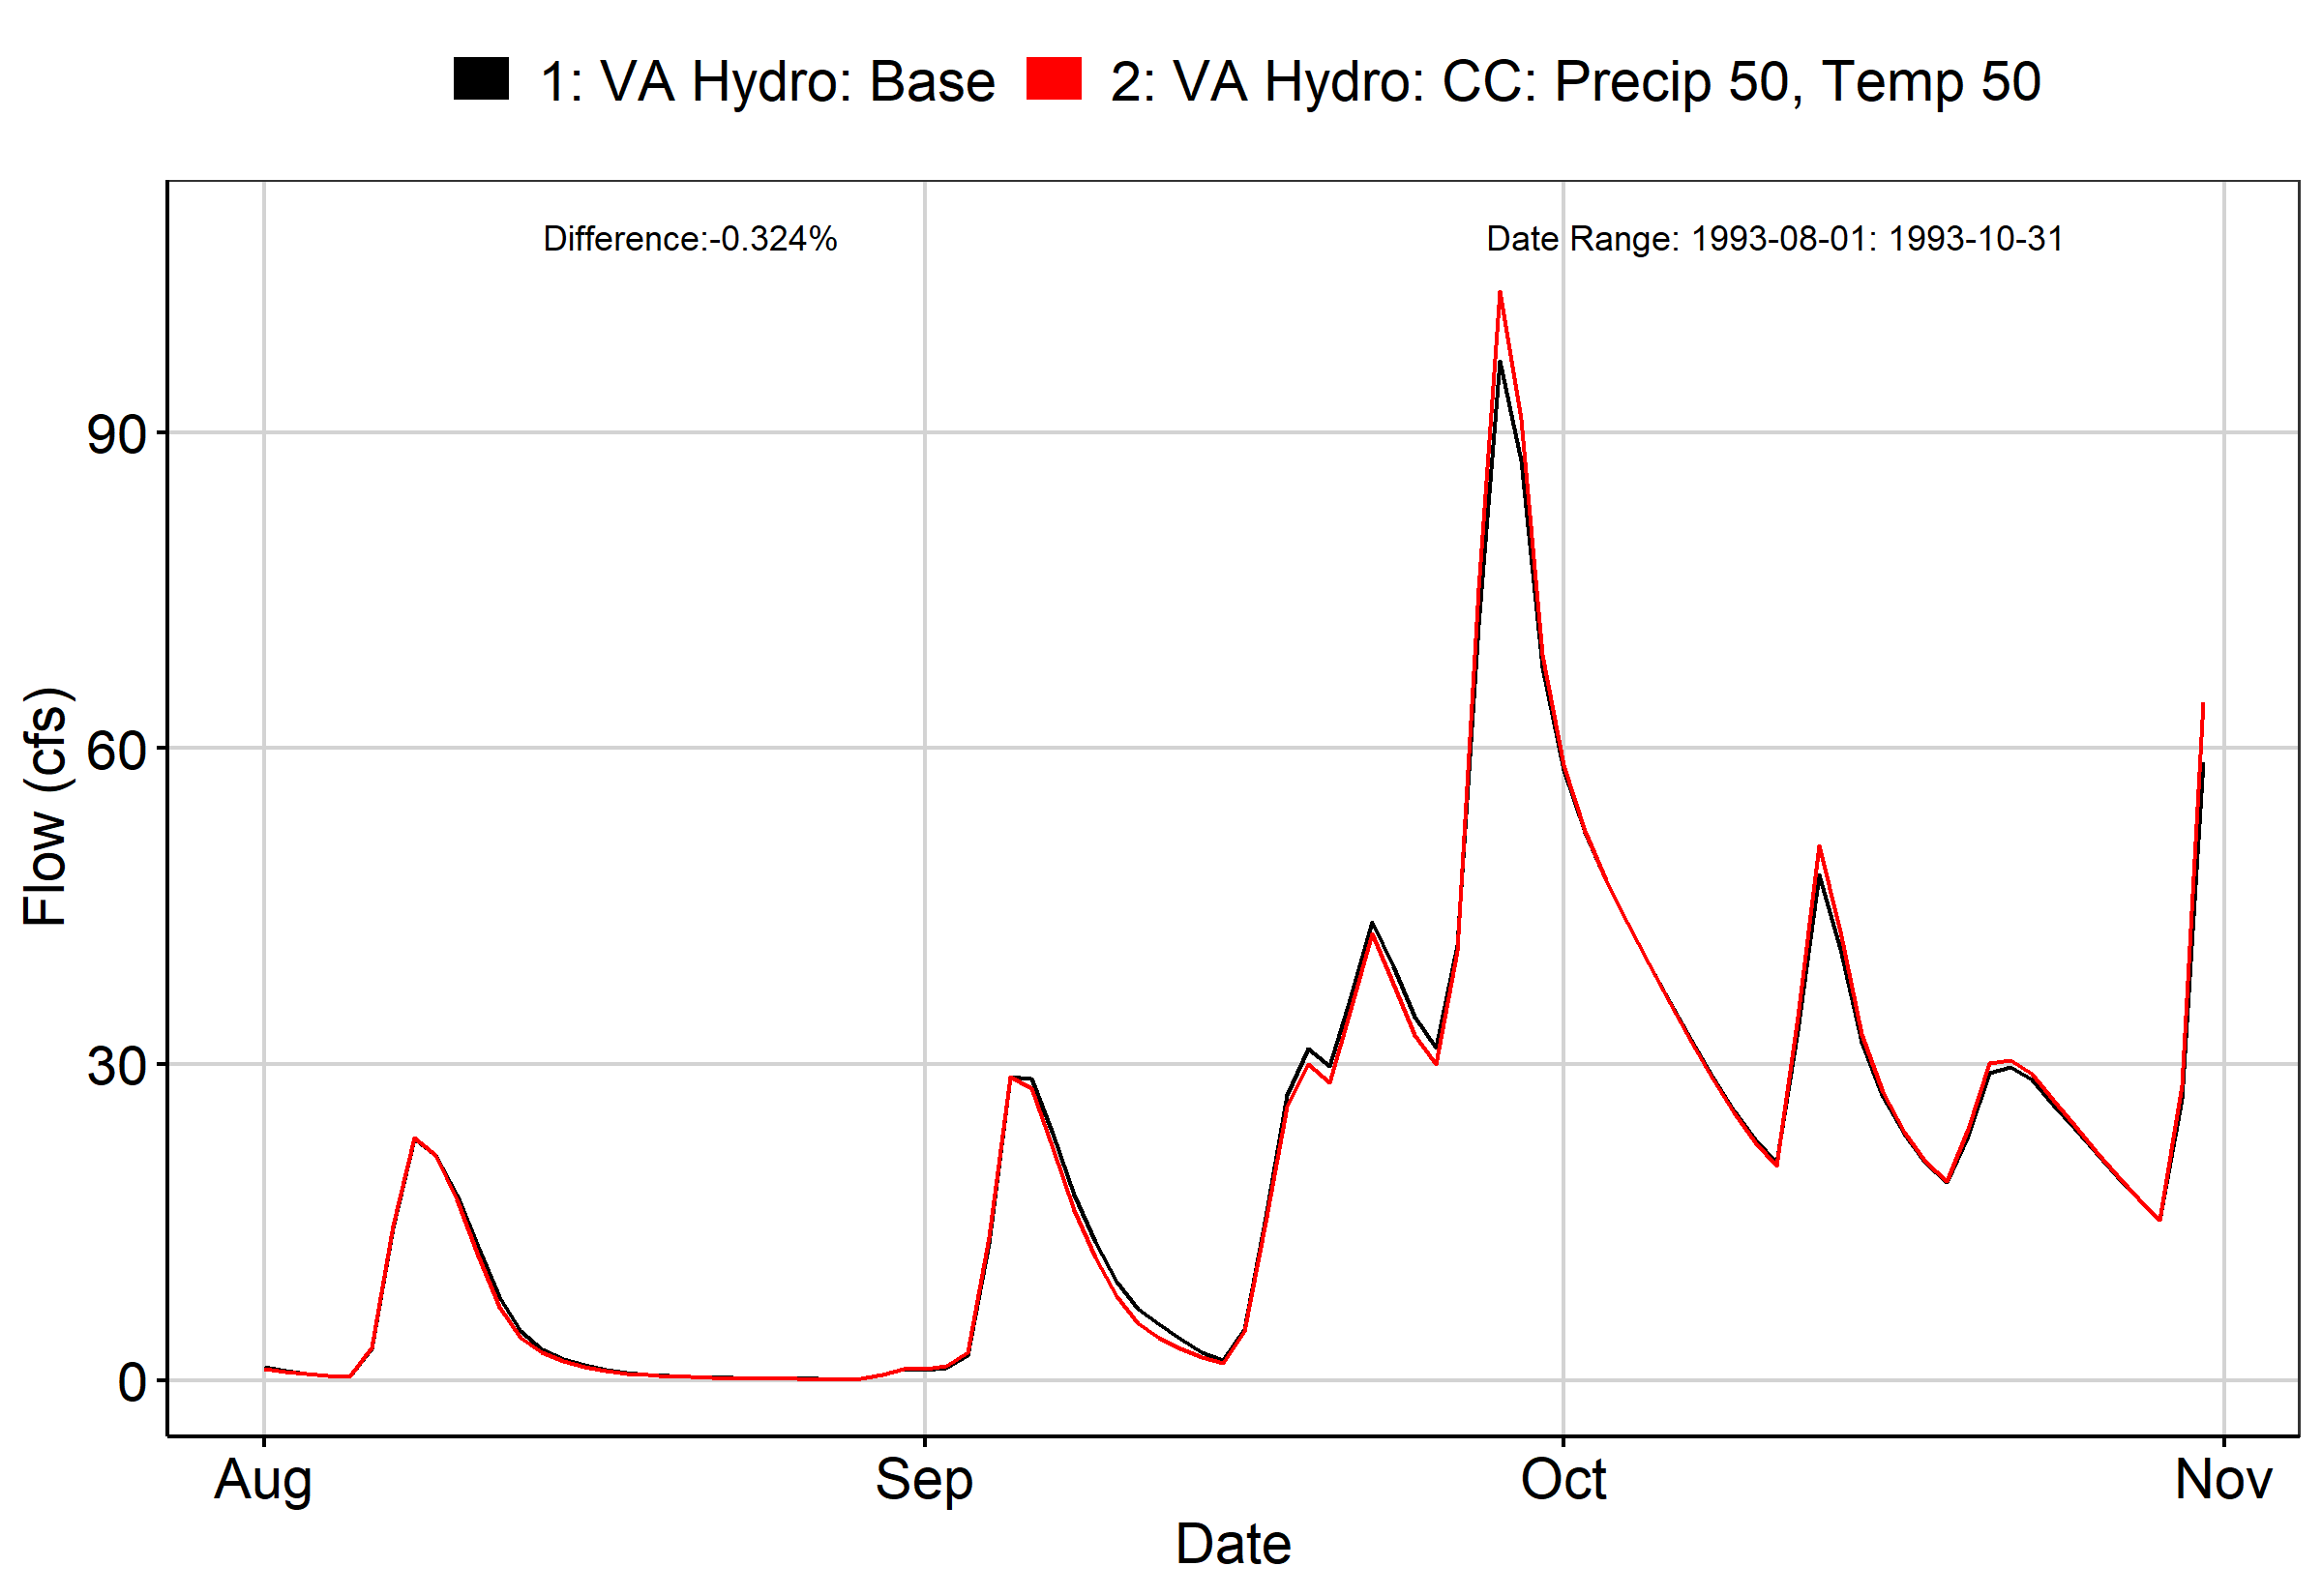 1: VA Hydro: Base 2: VA Hydro: CC: Precip 50, Temp 50
Difference:-0.324% Date Range: 1993-08-01: 1993-10-31
90
60
30
0
Flow (cfs)
Aug Sep Oct Nov
Date